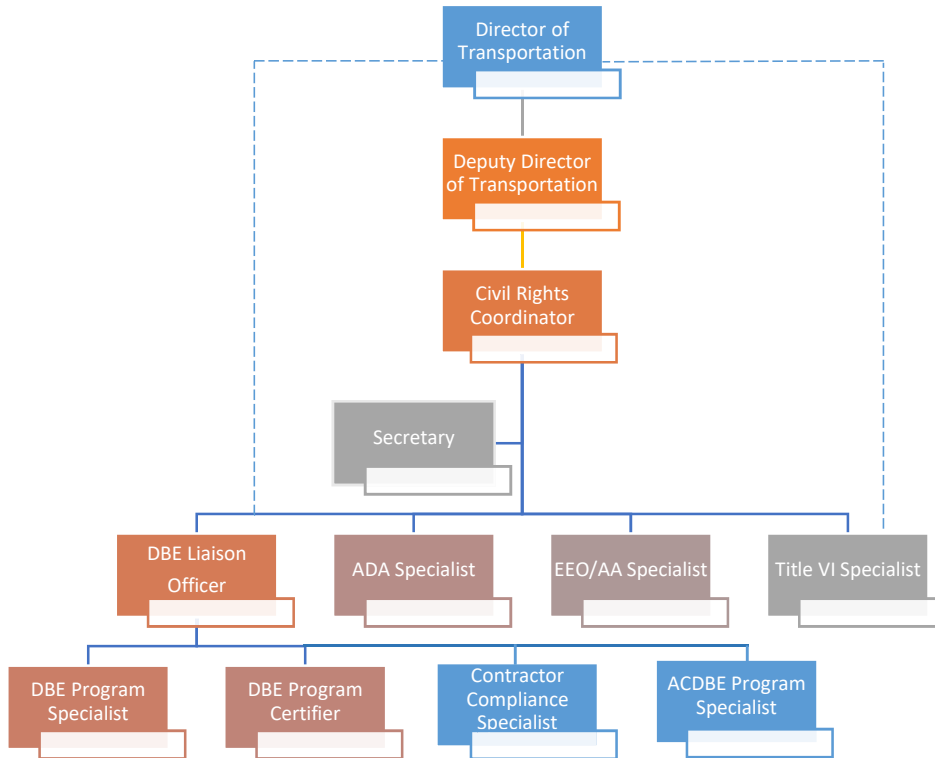 Director of
Transportation
Deputy Director
of Transportation
Civil Rights
Coordinator
Secretary
DBE Liaison
Officer
ADA Specialist
EEO/AA Specialist
Title VI Specialist
DBE Program
Specialist
DBE Program
Certifier
Contractor
Compliance
Specialist
ACDBE Program
Specialist